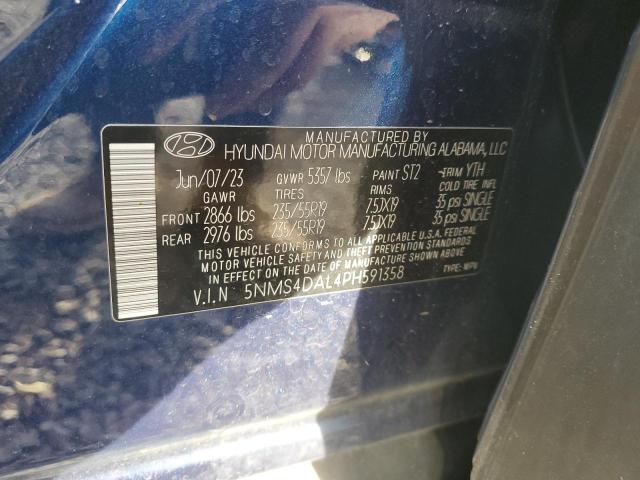 MANUFACTURED BY
HYUNDAI MOTOR MANUFACTURING ALABAMA, LLC
Jun/07/23 GVWR 5357 lbs PAINT ST2 TRIM YTH
GAWR TIRES RIMS COLD TIRE INFL.
FRONT 2866 lbs 235/55R19 7.5JX19 35 psi SINGLE
REAR 2976 lbs 235/55R19 7.5JX19 35 psi SINGLE
THIS VEHICLE CONFORMS TO ALL APPLICABLE U.S.A. FEDERAL
MOTOR VEHICLE SAFETY AND THEFT PREVENTION STANDARDS
IN EFFECT ON THE DATE OF MANUFACTURE SHOWN ABOVE.
V.I.N 5NMS4DAL4PH591358 TYPE: MPV